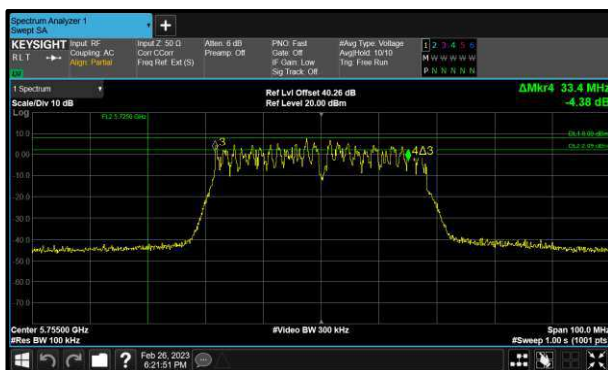 Spectrum Analyzer 1
Swept SA
+
KEYSIGHT
RLT
Input: RF
Coupling: AC
Align: Partial
Input Z: 50 Ω
Corr CCorr
Freq Ref: Ext (S)
Atten: 6 dB
Preamp: Off
PNO: Fast
Gate: Off
IF Gain: Low
Sig Track: Off
#Avg Type: Voltage
Avg|Hold: 10/10
Trig: Free Run
1 2 3 4 5 6
M W W W W W
P N N N N N
1 Spectrum
Scale/Div 10 dB
Ref Lvl Offset 40.26 dB
Ref Level 20.00 dBm
ΔMkr4 33.4 MHz
-4.38 dB
Log
FL2 5.7250 GHz
10.0
0.00
-10.0
-20.0
-30.0
-40.0
-50.0
-60.0
-70.0
3
4Δ3
Center 5.75500 GHz
#Res BW 100 kHz
#Video BW 300 kHz
Span 100.0 MHz
#Sweep 1.00 s (1001 pts)
Feb 26, 2023
6:21:51 PM